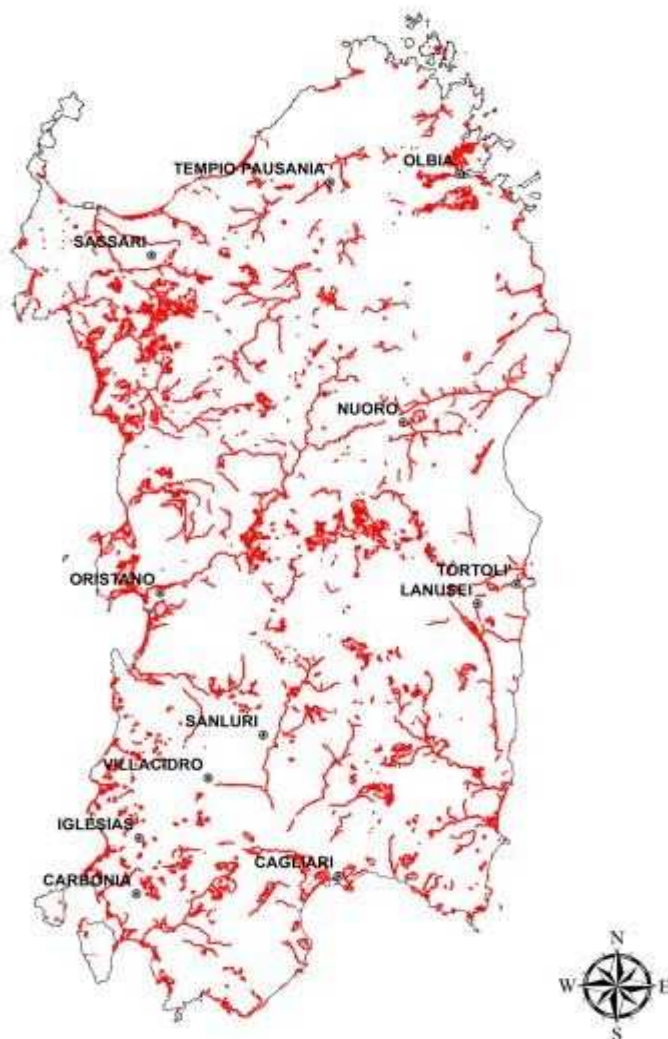 OLBIA
TEMPIO PAUSANIA
SASSARI
NUORO
TORTOLI'
ORISTANO
LANUSEI
SANLURI
VILLACIDRO
IGLESIAS
CAGLIARI
CARBONIA
N
W E
S